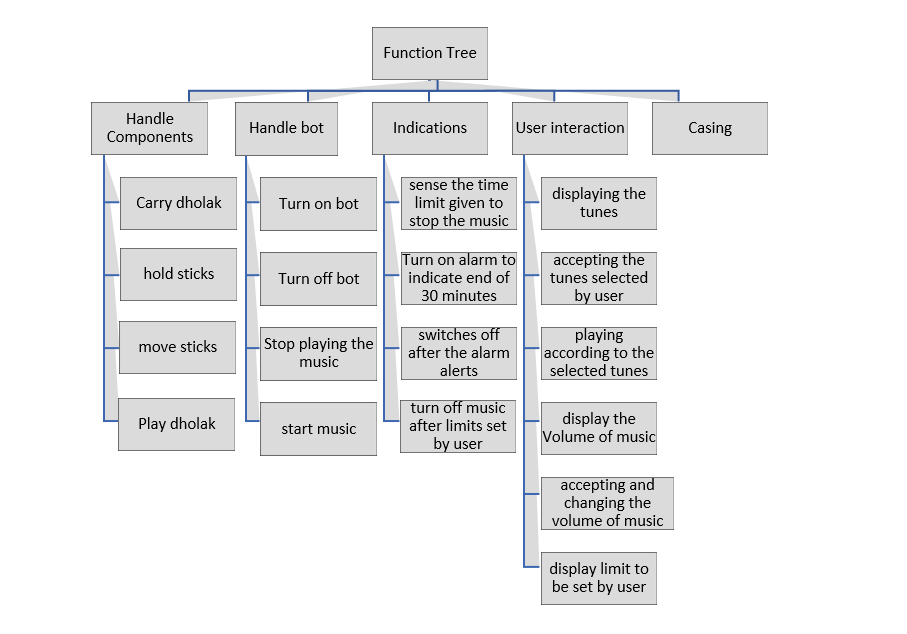 Function Tree
Handle
Components
Handle bot
Indications
User interaction
Casing
Carry dholak
hold sticks
move sticks
Play dholak
Turn on bot
Turn off bot
Stop playing the
music
start music
sense the time
limit given to
stop the music
Turn on alarm to
indicate end of
30 minutes
switches off
after the alarm
alerts
turn off music
after limits set
by user
displaying the
tunes
accepting the
tunes selected
by user
playing
according to the
selected tunes
display the
Volume of music
accepting and
changing the
volume of music
display limit to
be set by user